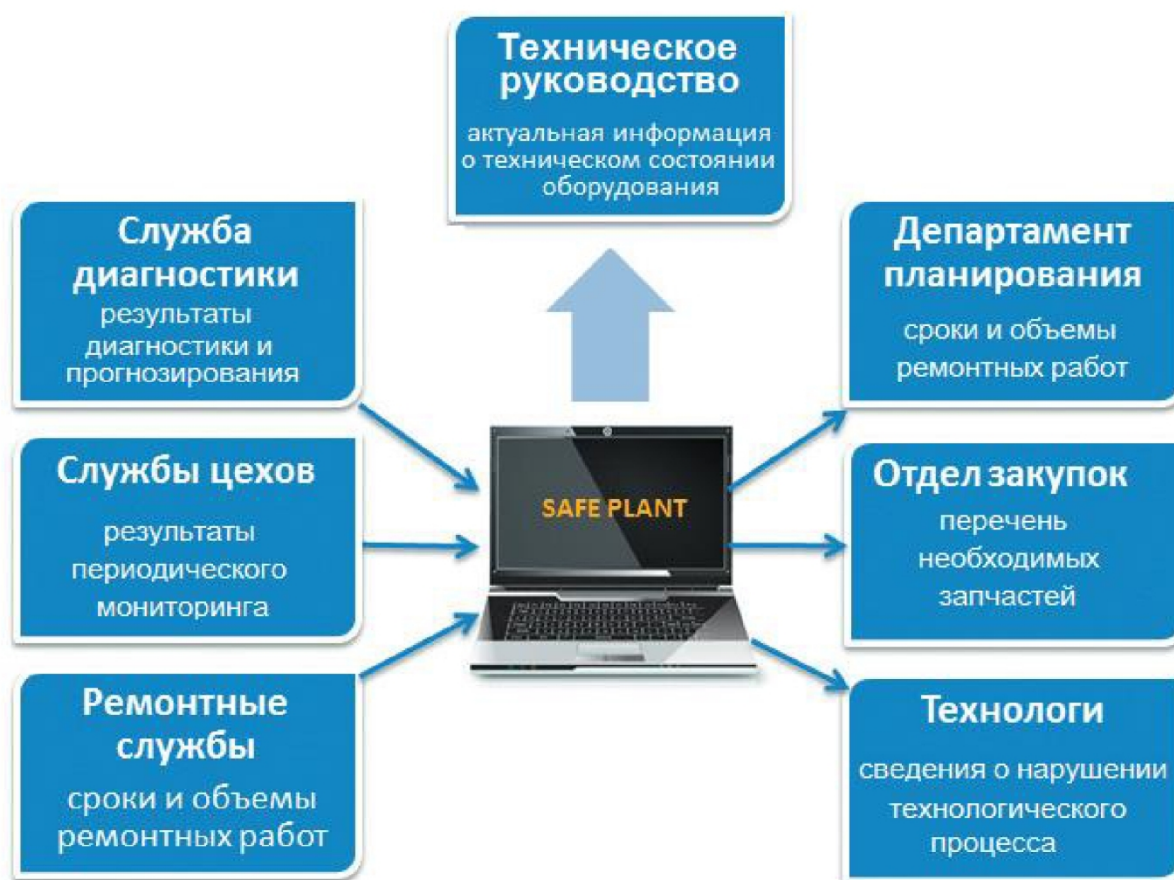 Техническое
руководство
актуальная информация
о техническом состоянии
оборудования
Служба
диагностики
результаты
диагностики и
прогнозирования
Службы цехов
результаты
периодического
мониторинга
Ремонтные
службы
сроки и объемы
ремонтных работ
SAFE PLANT
Департамент
планирования
сроки и объемы
ремонтных работ
Отдел закупок
перечень
необходимых
запчастей
Технологи
сведения о нарушении
технологического
процесса